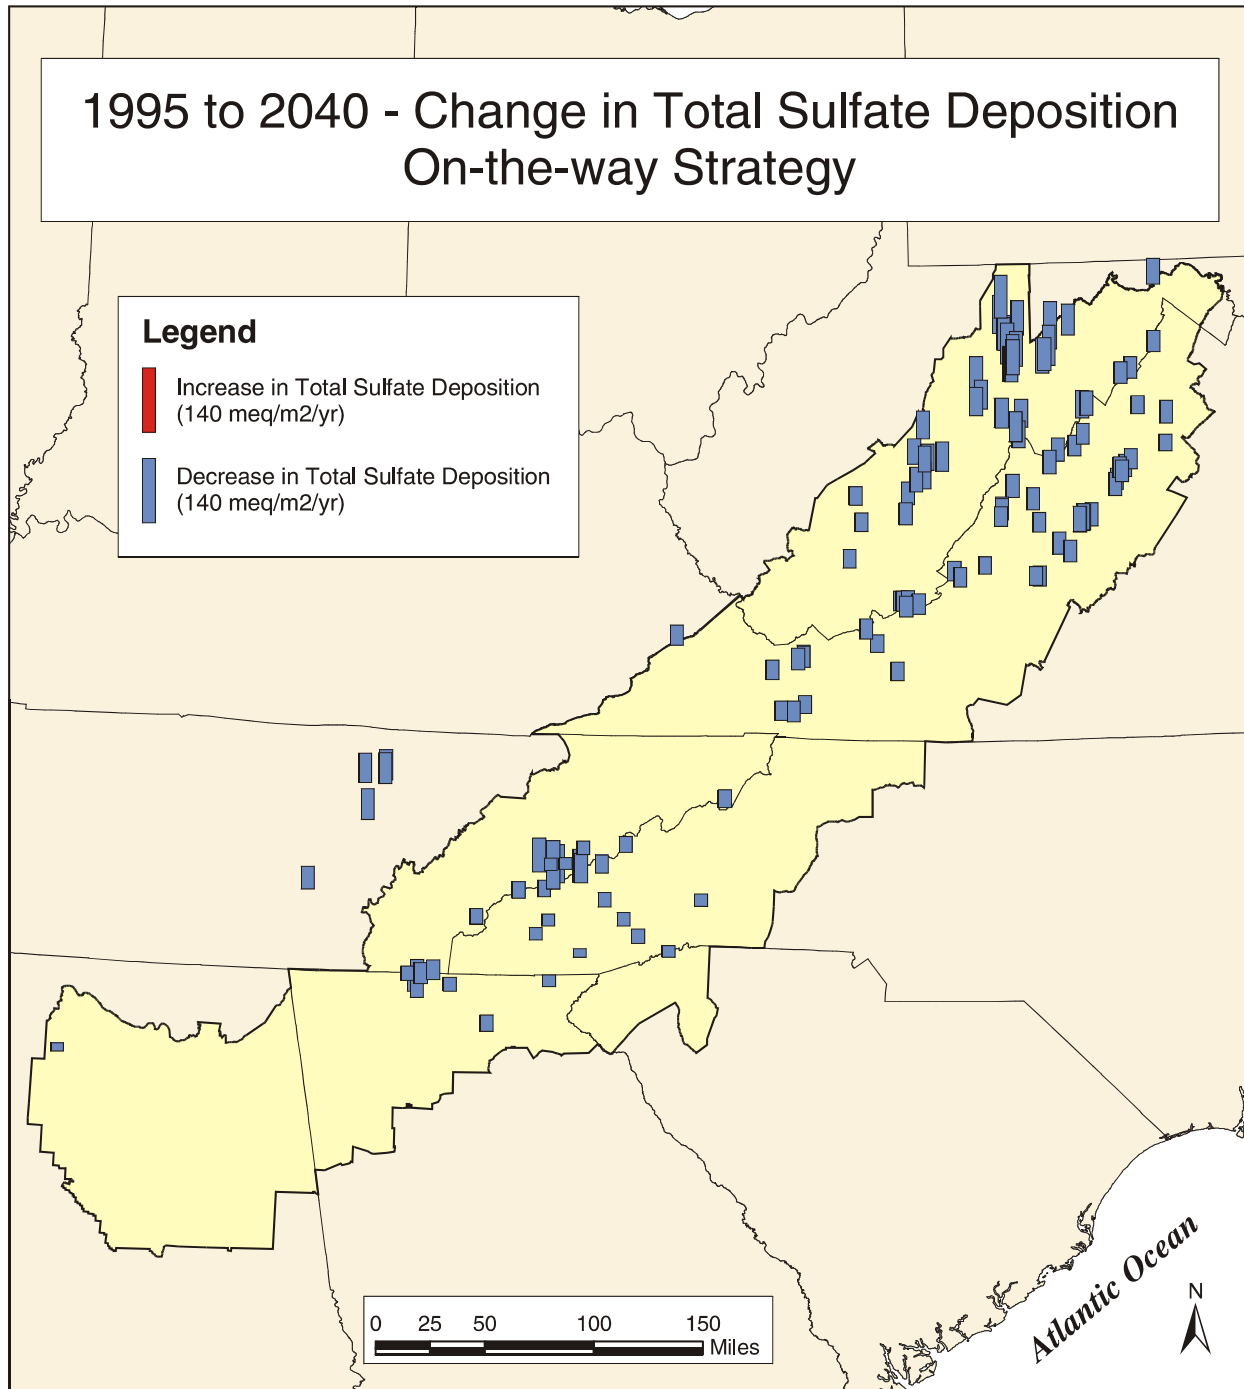 1995 to 2040 - Change in Total Sulfate Deposition
On-the-way Strategy
Legend
Increase in Total Sulfate Deposition
(140 meq/m2/yr)
Decrease in Total Sulfate Deposition
(140 meq/m2/yr)
Atlantic Ocean
N
0 25 50 100 150
Miles